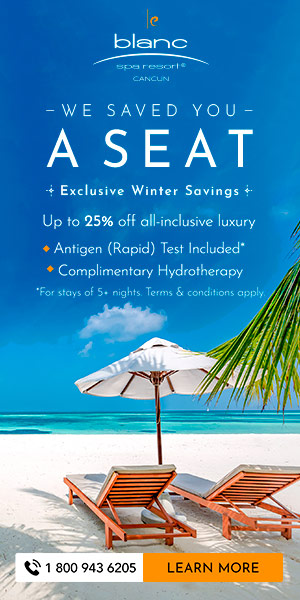 blanc
spa resort®
CANCUN
WE SAVED YOU
A SEAT
Exclusive Winter Savings
Up to 25% off all-inclusive luxury
Antigen (Rapid) Test Included*
Complimentary Hydrotherapy
*For stays of 5+ nights. Terms & conditions apply.
1 800 943 6205
LEARN MORE